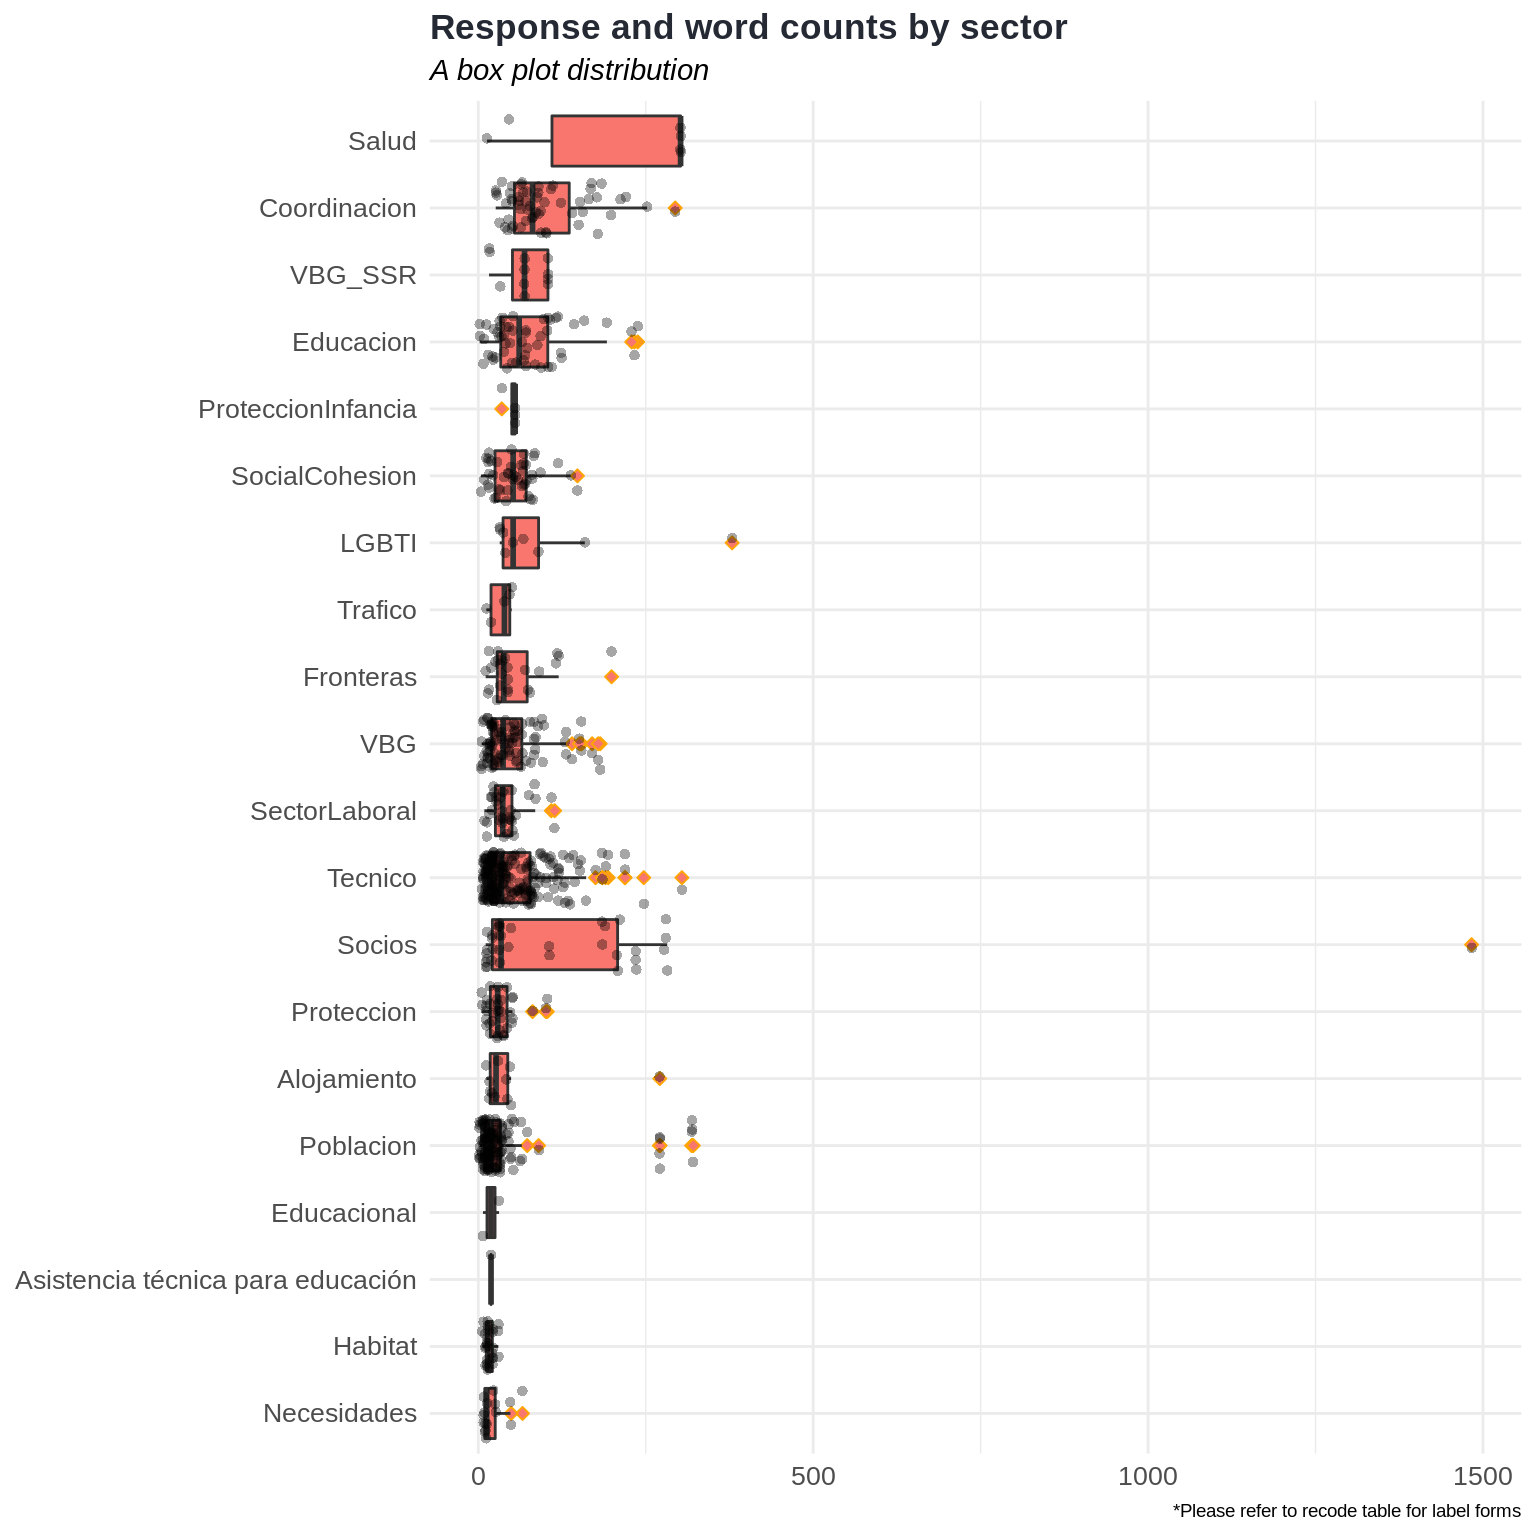 Response and word counts by sector
A box plot distribution
Salud
Coordinacion
VBG_SSR
Educacion
ProteccionInfancia
SocialCohesion
LGBTI
Trafico
Fronteras
VBG
SectorLaboral
Tecnico
Socios
Proteccion
Alojamiento
Poblacion
Educacional
Asistencia técnica para educación
Habitat
Necesidades
0 500 1000 1500
*Please refer to recode table for label forms